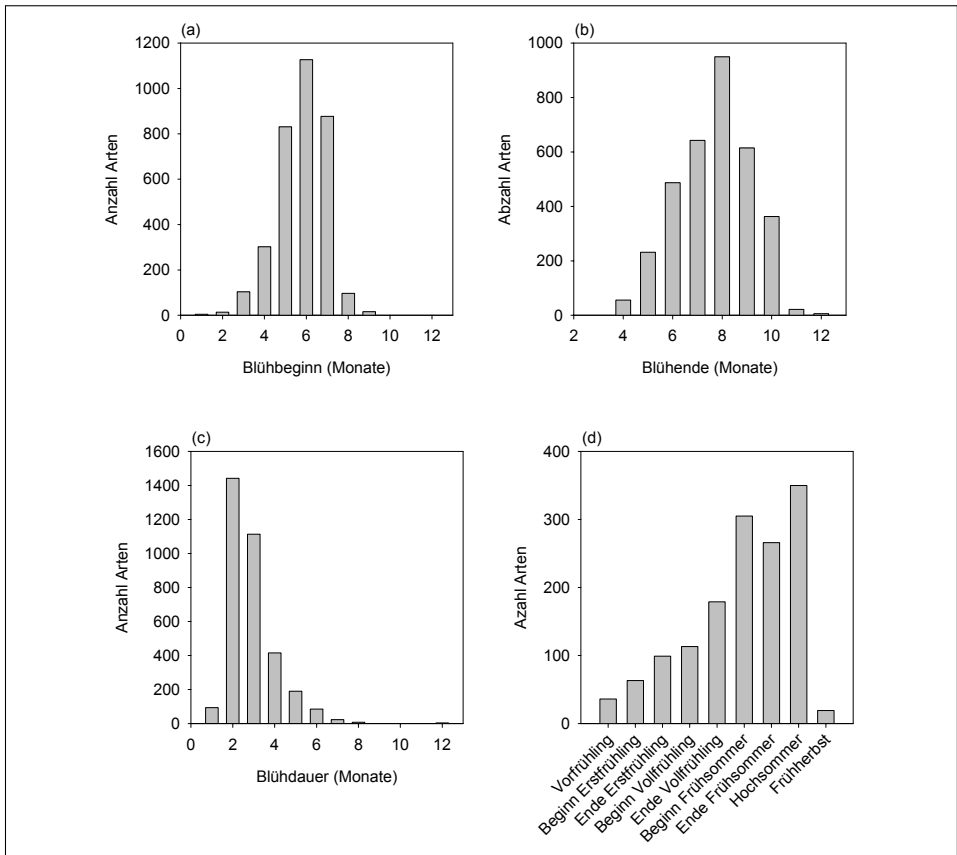 (a)
1200
1000
800
600
400
200
0
Anzahl Arten
0 2 4 6 8 10 12
Blühbeginn (Monate)
(b)
1000
800
600
400
200
0
Abzahl Arten
2 4 6 8 10 12
Blühende (Monate)
(c)
1600
1400
1200
1000
800
600
400
200
0
Anzahl Arten
0 2 4 6 8 10 12
Blühdauer (Monate)
(d)
400
300
200
100
0
Azahl Arten
Vorfrühling
Beginn Erstfrühling
Ende Erstfrühling
Beginn Vollfrühling
Ende Vollfrühling
Beginn Frühsommer
Ende Frühsommer
Hochsommer
Frühherbst